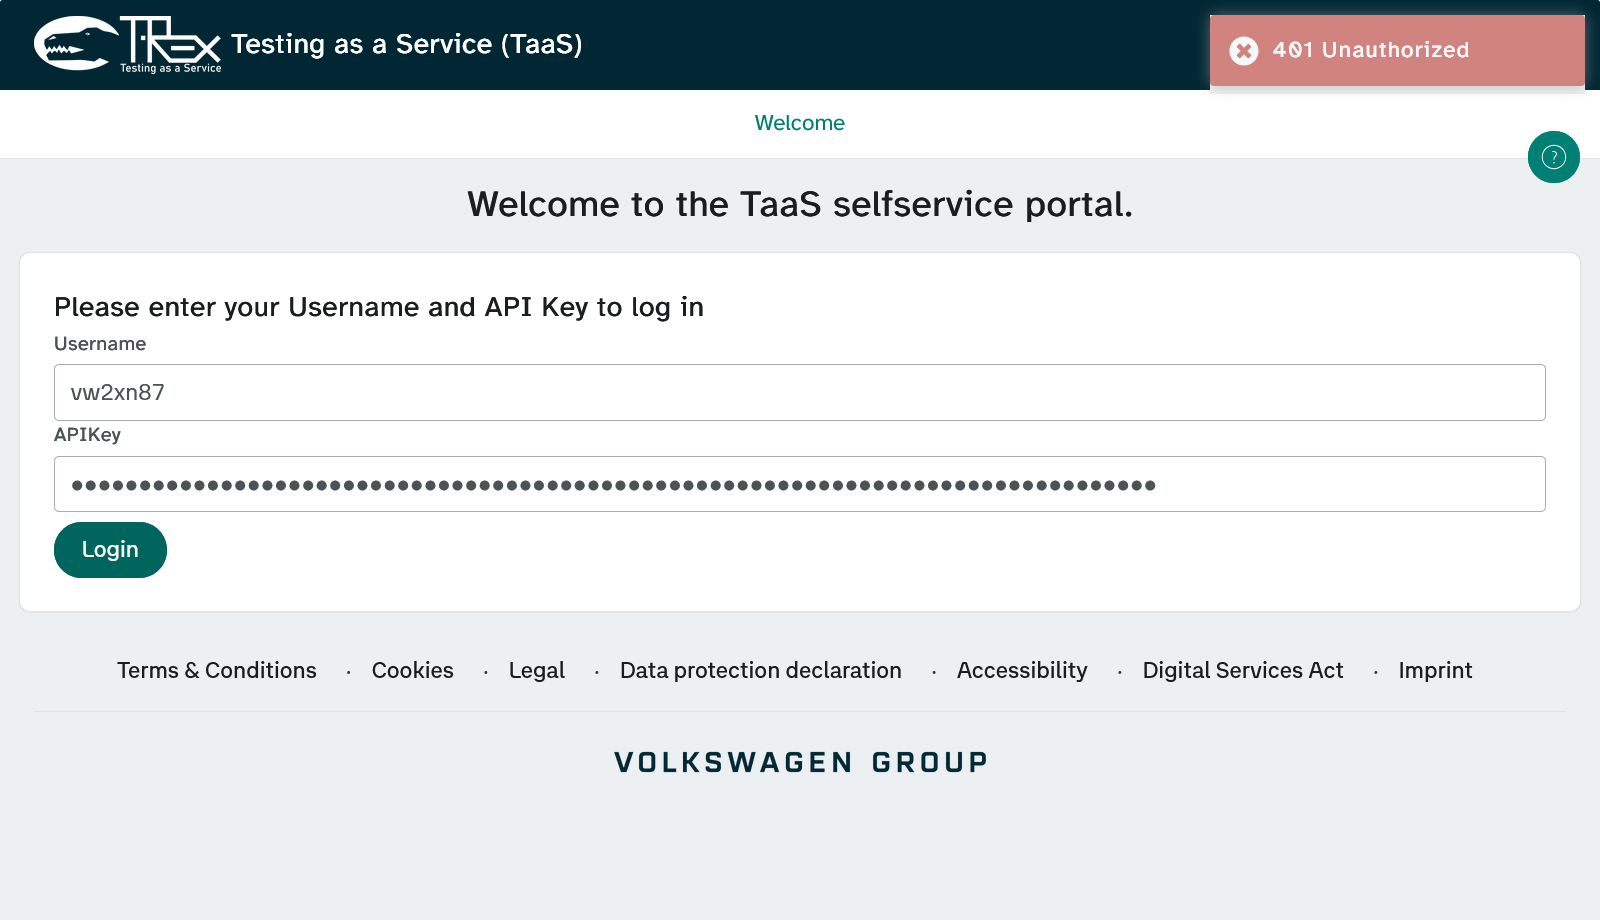 TREX
Testing as a Service
Testing as a Service (TaaS)
401 Unauthorized
Welcome
?
Welcome to the TaaS selfservice portal.
Please enter your Username and API Key to log in
Username
vw2xn87
APIKey
Login
Terms & Conditions · Cookies · Legal · Data protection declaration · Accessibility · Digital Services Act · Imprint
VOLKSWAGEN GROUP